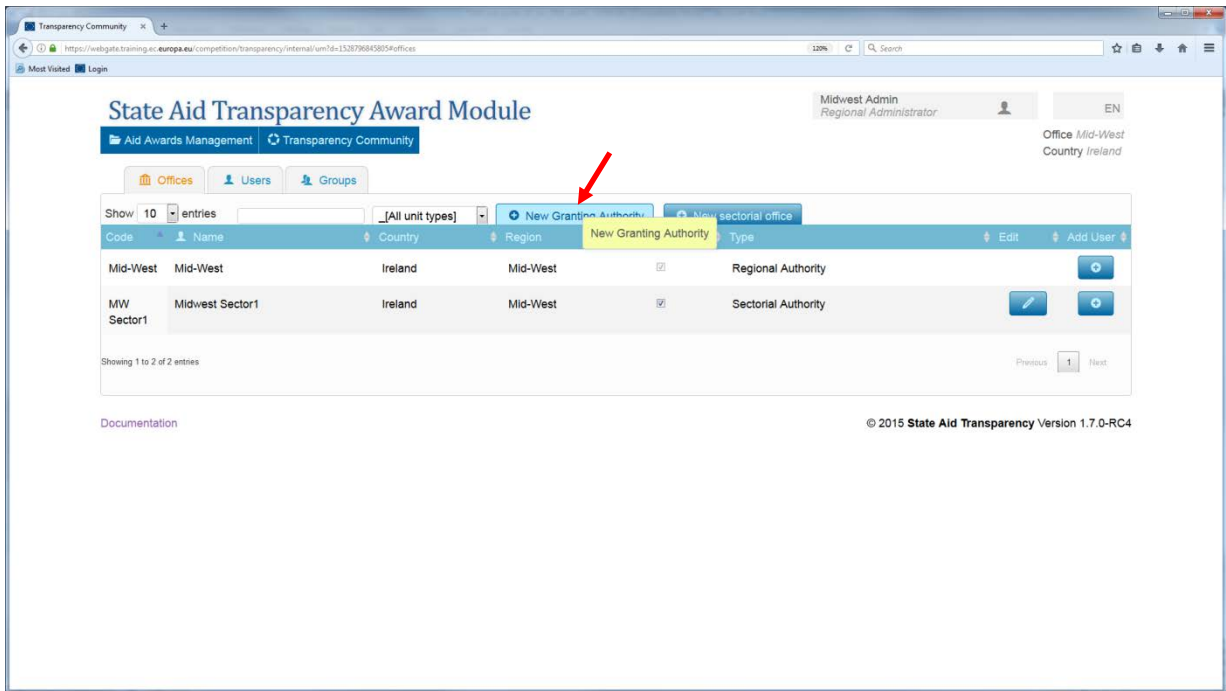 Transparency Community × +
https://webgate.training.ec.europa.eu/competition/transparency/internal/um?d=1528796845805#offices 120% Search
Most Visited Login
State Aid Transparency Award Module
Midwest Admin
Regional Administrator
EN
Aid Awards Management Transparency Community
Office Mid-West
Country Ireland
Offices Users Groups
Show 10 entries _[All unit types] New Granting Authority New sectorial office
New Granting Authority
Code Name Country Region Type Edit Add User
Mid-West Mid-West Ireland Mid-West Regional Authority
MW Midwest Sector1 Ireland Mid-West Sectorial Authority
Sector1
Showing 1 to 2 of 2 entries Previous 1 Next
Documentation © 2015 State Aid Transparency Version 1.7.0-RC4